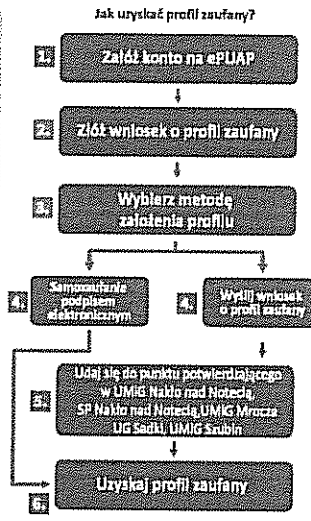 Jak uzyskać profil zaufany?
1.
Załóż konto na ePUAP
2.
Złóż wniosek o profil zaufany
3.
Wybierz metodę
założenia profilu
4.
Samozaufanie
podpisem
elektronicznym
4.
Wyślij wniosek
o profil zaufany
5.
Udaj się do punktu potwierdzającego
w UMiG Nakło nad Notecią,
SP Nakło nad Notecią,UMiG Mrocza
UG Sadki, UMiG Szubin
6.
Uzyskaj profil zaufany